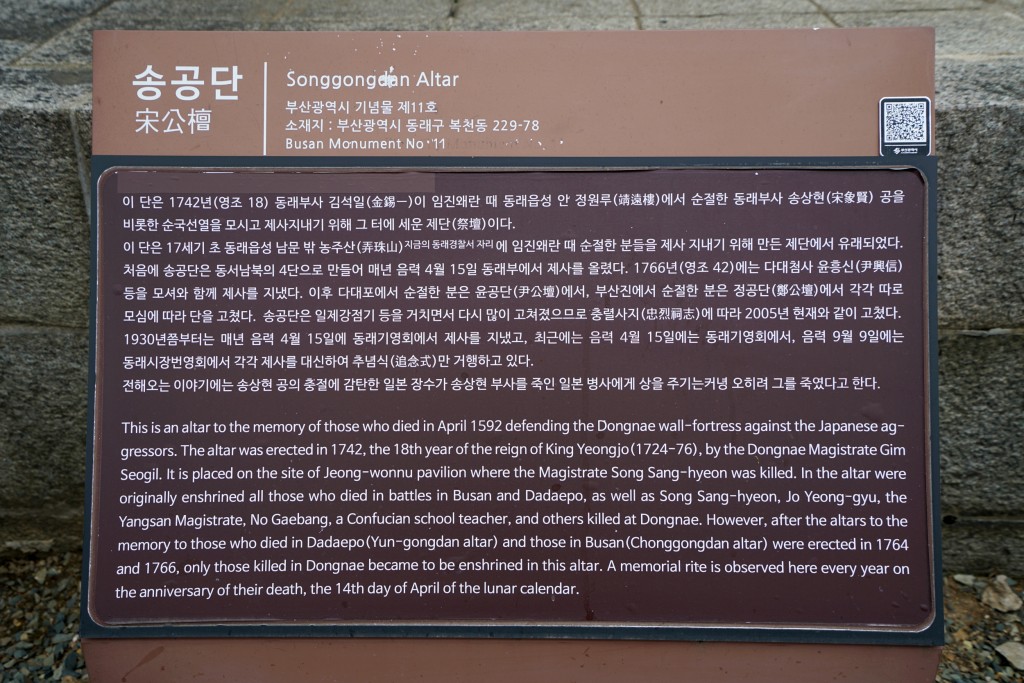 송공단
宋公檀
Songgongdan Altar
부산광역시 기념물 제11호
소재지 : 부산광역시 동래구 복천동 229-78
Busan Monument No 11
이 단은 1742년(영조 18) 동래부사 김석일(金錫一)이 임진왜란 때 동래읍성 안 정원루(靖遠樓)에서 순절한 동래부사 송상현(宋象賢) 공을
비롯한 순국선열을 모시고 제사지내기 위해 그 터에 세운 제단(祭壇)이다.
이 단은 17세기 초 동래읍성 남문 밖 농주산(弄珠山)지금의 동래경찰서 자리에 임진왜란 때 순절한 분들을 제사 지내기 위해 만든 제단에서 유래되었다.
처음에 송공단은 동서남북의 4단으로 만들어 매년 음력 4월 15일 동래부에서 제사를 올렸다. 1766년(영조 42)에는 다대첨사 윤흥신(尹興信)
등을 모셔와 함께 제사를 지냈다. 이후 다대포에서 순절한 분은 윤공단(尹公壇)에서, 부산진에서 순절한 분은 정공단(鄭公壇)에서 각각 따로
모심에 따라 단을 고쳤다. 송공단은 일제강점기 등을 거치면서 다시 많이 고쳐졌으므로 충렬사지(忠烈祠志)에 따라 2005년 현재와 같이 고쳤다.
1930년쯤부터는 매년 음력 4월 15일에 동래기영회에서 제사를 지냈고, 최근에는 음력 4월 15일에는 동래기영회에서, 음력 9월 9일에는
동래시장번영회에서 각각 제사를 대신하여 추념식(追念式)만 거행하고 있다.
전해오는 이야기에는 송상현 공의 충절에 감탄한 일본 장수가 송상현 부사를 죽인 일본 병사에게 상을 주기는커녕 오히려 그를 죽였다고 한다.
This is an altar to the memory of those who died in April 1592 defending the Dongnae wall-fortress against the Japanese ag-
gressors. The altar was erected in 1742, the 18th year of the reign of King Yeongjo(1724-76), by the Dongnae Magistrate Gim
Seogil. It is placed on the site of Jeong-wonnu pavilion where the Magistrate Song Sang-hyeon was killed. In the altar were
originally enshrined all those who died in battles in Busan and Dadaepo, as well as Song Sang-hyeon, Jo Yeong-gyu, the
Yangsan Magistrate, No Gaebang, a Confucian school teacher, and others killed at Dongnae. However, after the altars to the
memory to those who died in Dadaepo(Yun-gongdan altar) and those in Busan(Chonggongdan altar) were erected in 1764
and 1766, only those killed in Dongnae became to be enshrined in this altar. A memorial rite is observed here every year on
the anniversary of their death, the 14th day of April of the lunar calendar.